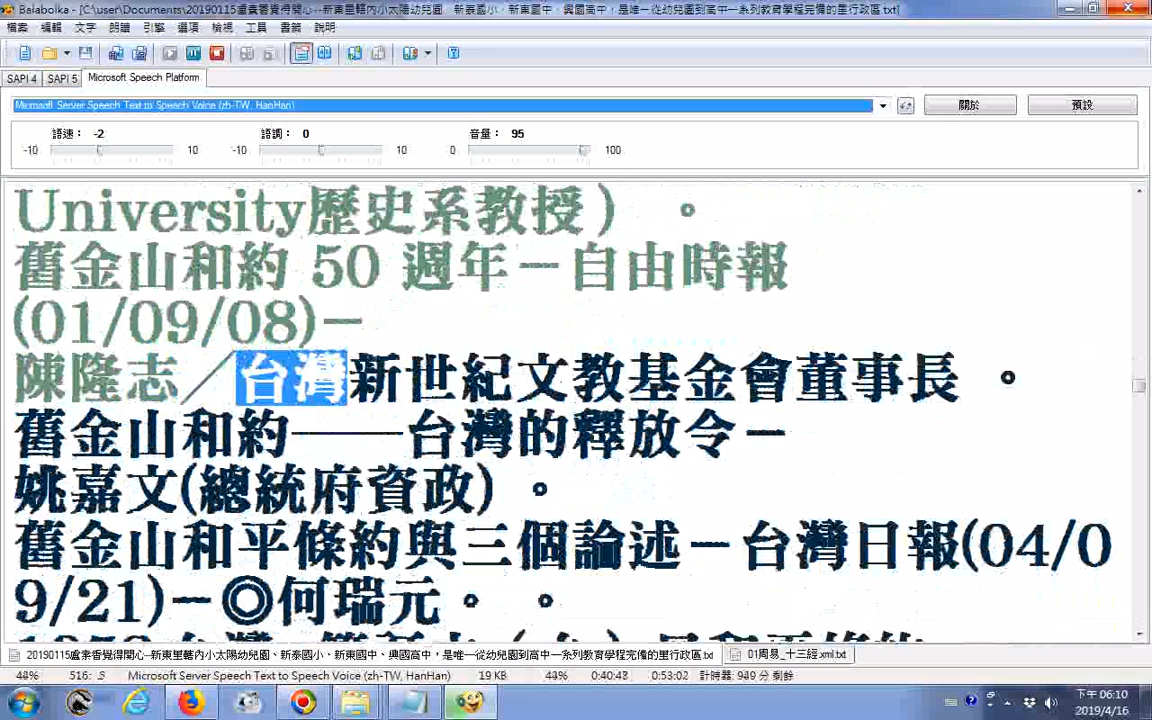 Balabolka - [C:\user\Documents\20190115盧素香覺得開心--新東里轄內小太陽幼兒園、新泰國小、新東國中、興國高中，是唯一從幼兒園到高中一系列教育學程完備的里行政區.txt]
檔案 編輯 文字 朗讀 引擎 選項 檢視 工具 書籤 說明
SAPI 4 SAPI 5 Microsoft Speech Platform
Microsoft Server Speech Text to Speech Voice (zh-TW, HanHan) 關於 預設
語速： -2 語調： 0 音量： 95
-10 10 -10 10 0 100
University歷史系教授） 。
舊金山和約 50 週年－自由時報
(01/09/08)－
陳隆志／台灣新世紀文教基金會董事長 。
舊金山和約──台灣的釋放令－
姚嘉文(總統府資政) 。
舊金山和平條約與三個論述－台灣日報(04/0
9/21)－◎何瑞元。 。
20190115盧素香覺得開心--新東里轄內小太陽幼兒園、新泰國小、新東國中、興國高中，是唯一從幼兒園到高中一系列教育學程完備的里行政區.txt 01周易_十三經.xml.txt
44% 516: 3 Microsoft Server Speech Text to Speech Voice (zh-TW, HanHan) 19 KB 44% 0:40:43 0:53:02 計時器: 949 分 剩餘
下午 06:10
2019/4/16